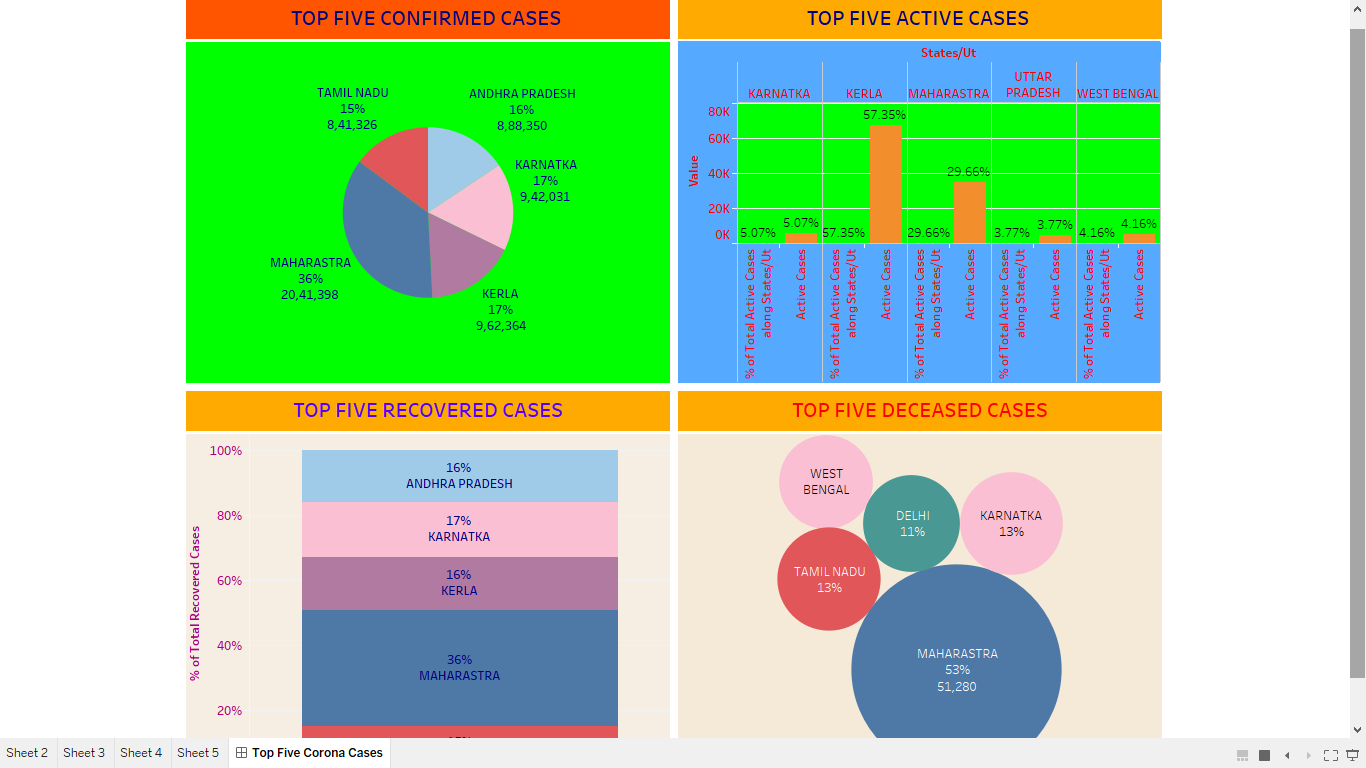 TOP FIVE CONFIRMED CASES
TAMIL NADU
15%
8,41,326
ANDHRA PRADESH
16%
8,88,350
KARNATKA
17%
9,42,031
MAHARASTRA
36%
20,41,398
KERLA
17%
9,62,364
TOP FIVE ACTIVE CASES
States/Ut
KARNATKA
KERLA
MAHARASTRA
UTTAR
PRADESH
WEST BENGAL
Value
80K
60K
40K
20K
0K
5.07%
5.07%
57.35%
57.35%
29.66%
29.66%
3.77%
3.77%
4.16%
4.16%
% of Total Active Cases
along States/Ut
Active Cases
% of Total Active Cases
along States/Ut
Active Cases
% of Total Active Cases
along States/Ut
Active Cases
% of Total Active Cases
along States/Ut
Active Cases
% of Total Active Cases
along States/Ut
Active Cases
TOP FIVE RECOVERED CASES
% of Total Recovered Cases
100%
80%
60%
40%
20%
16%
ANDHRA PRADESH
17%
KARNATKA
16%
KERLA
36%
MAHARASTRA
TOP FIVE DECEASED CASES
WEST
BENGAL
DELHI
11%
KARNATKA
13%
TAMIL NADU
13%
MAHARASTRA
53%
51,280
Sheet 2
Sheet 3
Sheet 4
Sheet 5
Top Five Corona Cases